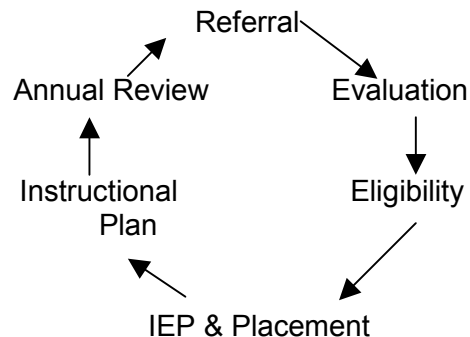 Referral
Annual Review
Evaluation
Instructional
Plan
Eligibility
IEP & Placement